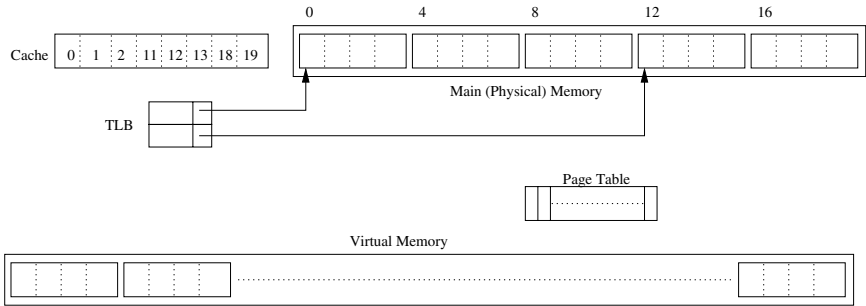 0 4 8 12 16
Cache 0 1 2 11 12 13 18 19
Main (Physical) Memory
TLB
Page Table
Virtual Memory